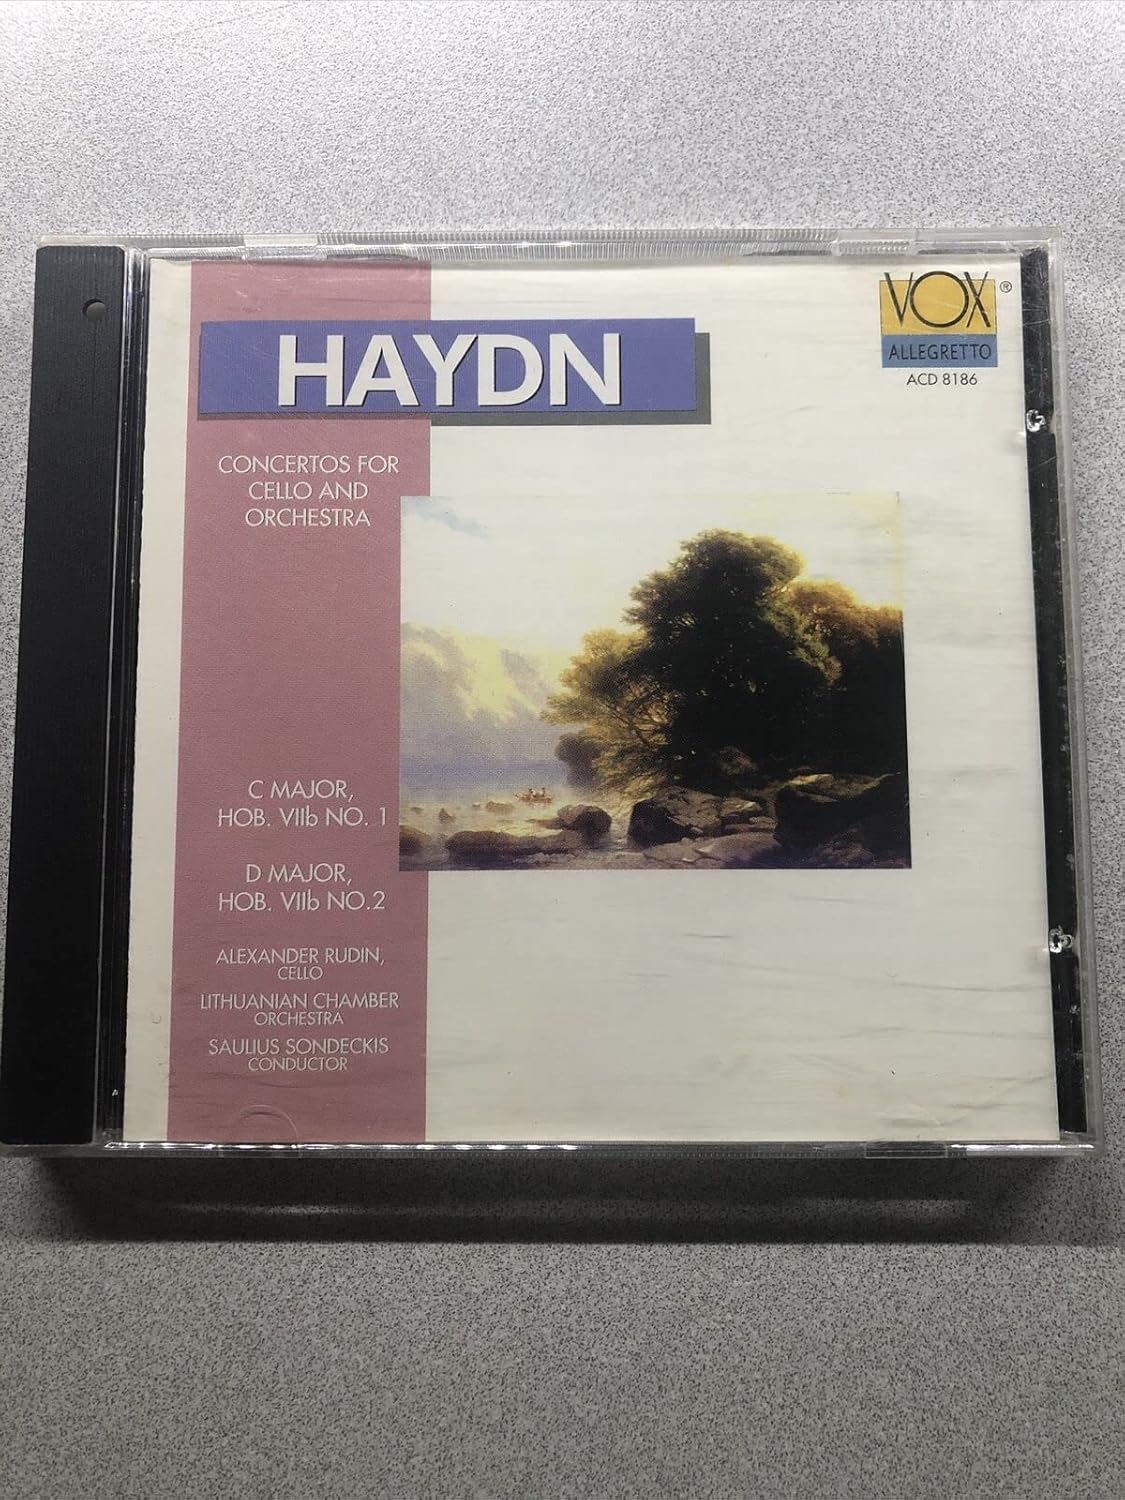 VOX®
ALLEGRETTO
ACD 8186
HAYDN
CONCERTOS FOR
CELLO AND
ORCHESTRA
C MAJOR,
HOB. VIIb NO. 1
D MAJOR,
HOB. VIIb NO.2
ALEXANDER RUDIN,
CELLO
LITHUANIAN CHAMBER
ORCHESTRA
SAULIUS SONDECKIS
CONDUCTOR